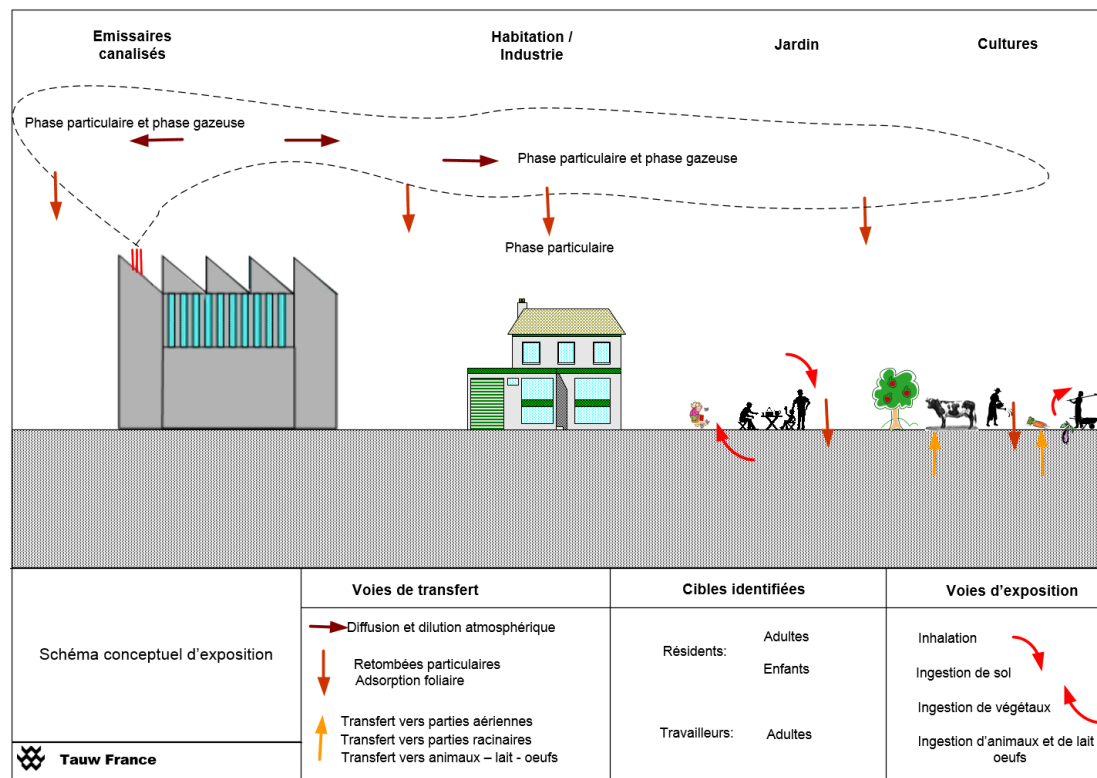 Emissaires
canalisés
Habitation /
Industrie
Jardin
Cultures
Phase particulaire et phase gazeuse
Phase particulaire et phase gazeuse
Phase particulaire
Schéma conceptuel d'exposition
Tauw France
Voies de transfert
Diffusion et dilution atmosphérique
Retombées particulaires
Adsorption foliaire
Transfert vers parties aériennes
Transfert vers parties racinaires
Transfert vers animaux – lait - oeufs
Cibles identifiées
Résidents:
Adultes
Enfants
Travailleurs:
Adultes
Voies d'exposition
Inhalation
Ingestion de sol
Ingestion de végétaux
Ingestion d'animaux et de lait
oeufs